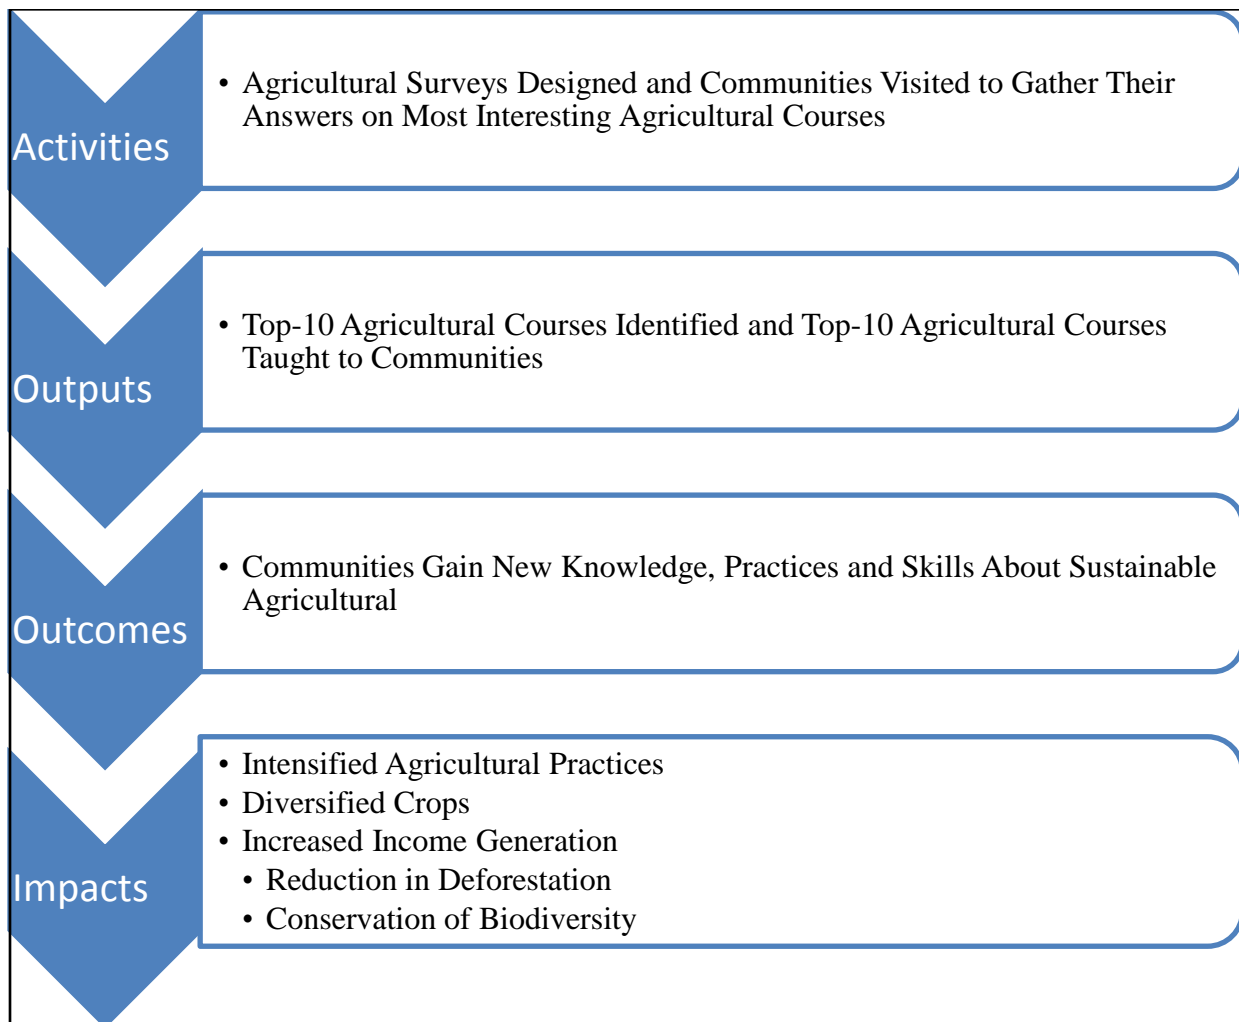 Activities
• Agricultural Surveys Designed and Communities Visited to Gather Their
Answers on Most Interesting Agricultural Courses
Outputs
• Top-10 Agricultural Courses Identified and Top-10 Agricultural Courses
Taught to Communities
Outcomes
• Communities Gain New Knowledge, Practices and Skills About Sustainable
Agricultural
Impacts
• Intensified Agricultural Practices
• Diversified Crops
• Increased Income Generation
• Reduction in Deforestation
• Conservation of Biodiversity